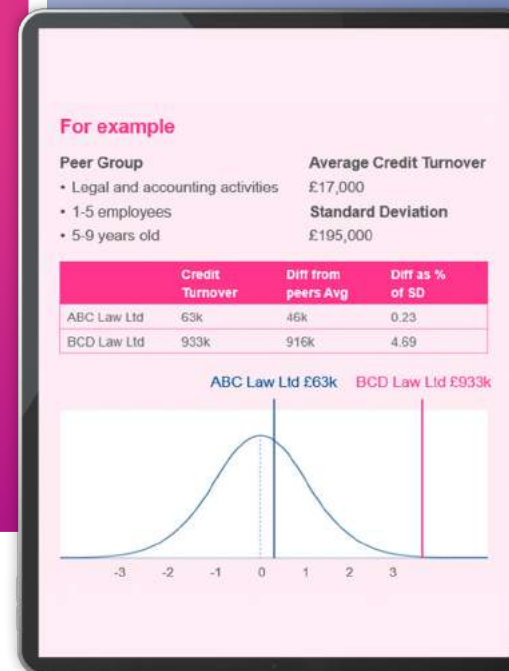 For example
Peer Group
• Legal and accounting activities
• 1-5 employees
• 5-9 years old
Average Credit Turnover
£17,000
Standard Deviation
£195,000
Credit Turnover Diff from peers Avg Diff as % of SD
ABC Law Ltd 63k 46k 0.23
BCD Law Ltd 933k 916k 4.69
ABC Law Ltd £63k BCD Law Ltd £933k
-3 -2 -1 0 1 2 3